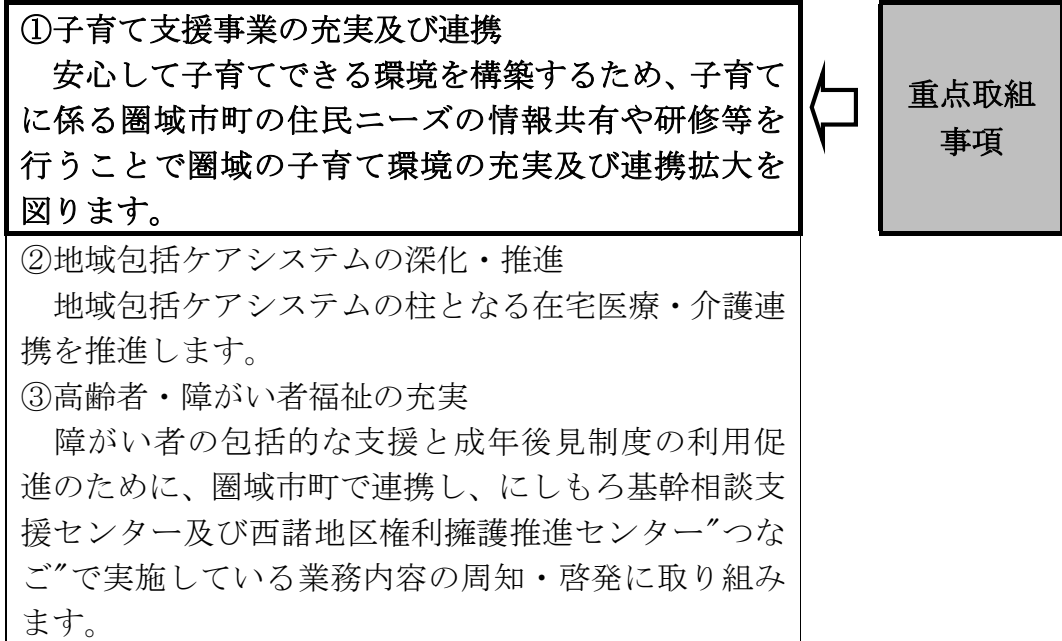 ①子育て支援事業の充実及び連携
　安心して子育てできる環境を構築するため、子育て
に係る圏域市町の住民ニーズの情報共有や研修等を
行うことで圏域の子育て環境の充実及び連携拡大を
図ります。
重点取組
事項
②地域包括ケアシステムの深化・推進
　地域包括ケアシステムの柱となる在宅医療・介護連
携を推進します。
③高齢者・障がい者福祉の充実
　障がい者の包括的な支援と成年後見制度の利用促
進のために、圏域市町で連携し、にしもろ基幹相談支
援センター及び西諸地区権利擁護推進センター″つな
ご″で実施している業務内容の周知・啓発に取り組み
ます。